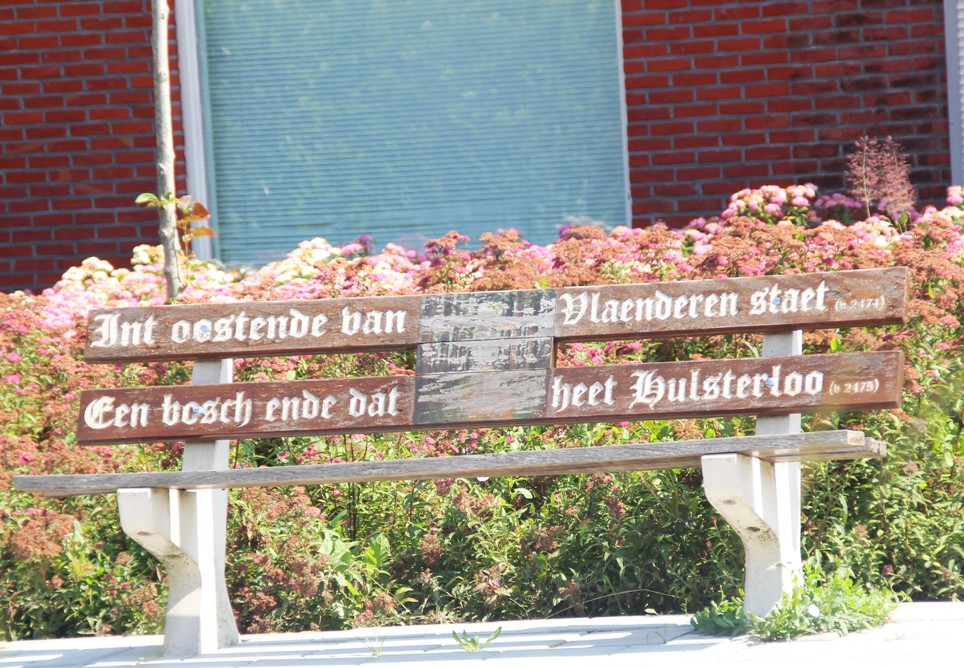 Int oostende van Vlaenderen staet (b 2474)
Een bosch ende dat heet Hulsterloo (b 2475)